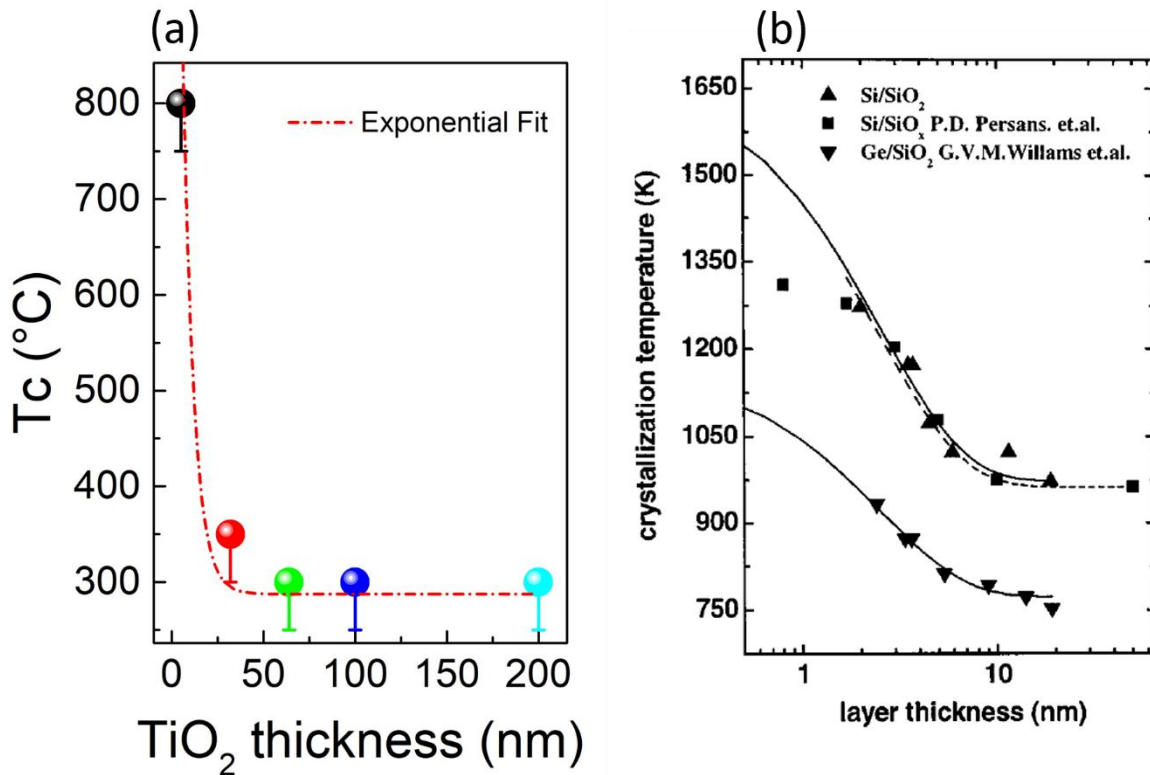 (a)
800
700
600
500
400
300
Tc (°C)
Exponential Fit
0
50
100
150
200
TiO₂ thickness (nm)
(b)
1650
1500
1350
1200
1050
900
750
crystallization temperature (K)
Si/SiO₂
Si/SiOₓ P.D. Persans. et.al.
Ge/SiO₂ G.V.M.Willams et.al.
1
10
layer thickness (nm)